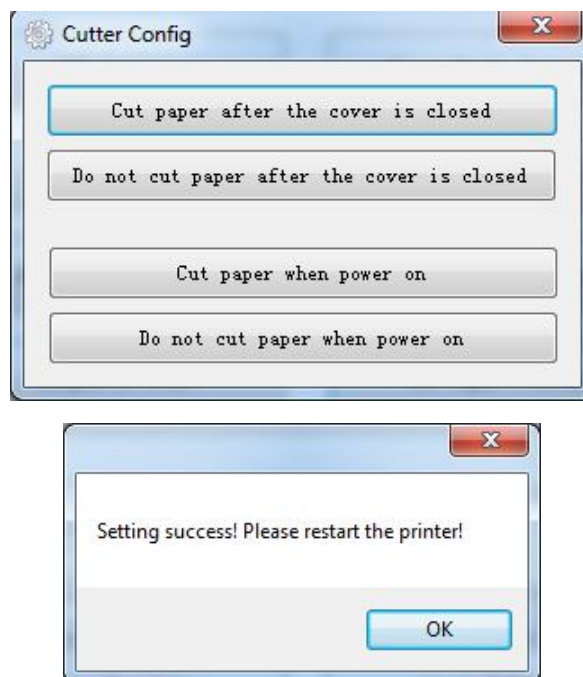 Cutter Config
Cut paper after the cover is closed
Do not cut paper after the cover is closed
Cut paper when power on
Do not cut paper when power on
Setting success! Please restart the printer!
OK